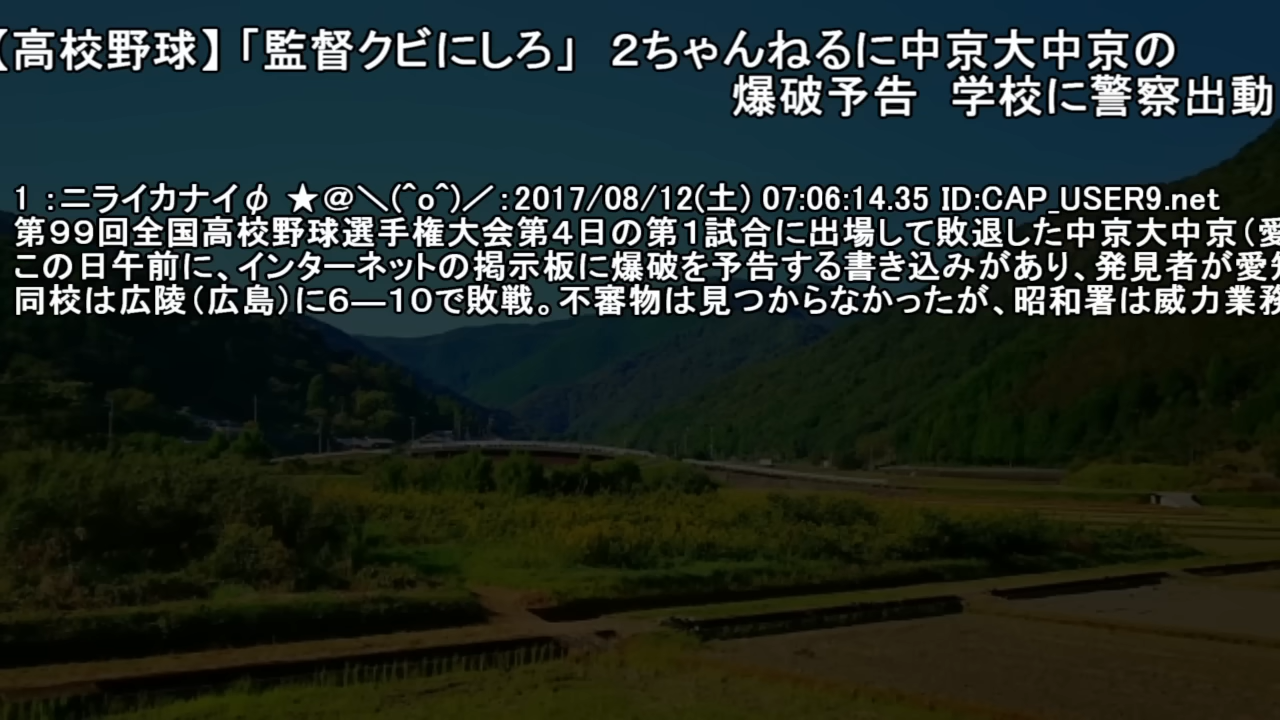 【高校野球】「監督クビにしろ」　２ちゃんねるに中京大中京の
爆破予告　学校に警察出動
1 ：ニライカナイφ ★＠＼(^o^)／：2017/08/12(土) 07:06:14.35 ID:CAP_USER9.net
第９９回全国高校野球選手権大会第４日の第１試合に出場して敗退した中京大中京（愛
この日午前に、インターネットの掲示板に爆破を予告する書き込みがあり、発見者が愛知
同校は広陵（広島）に６―１０で敗戦。不審物は見つからなかったが、昭和署は威力業務